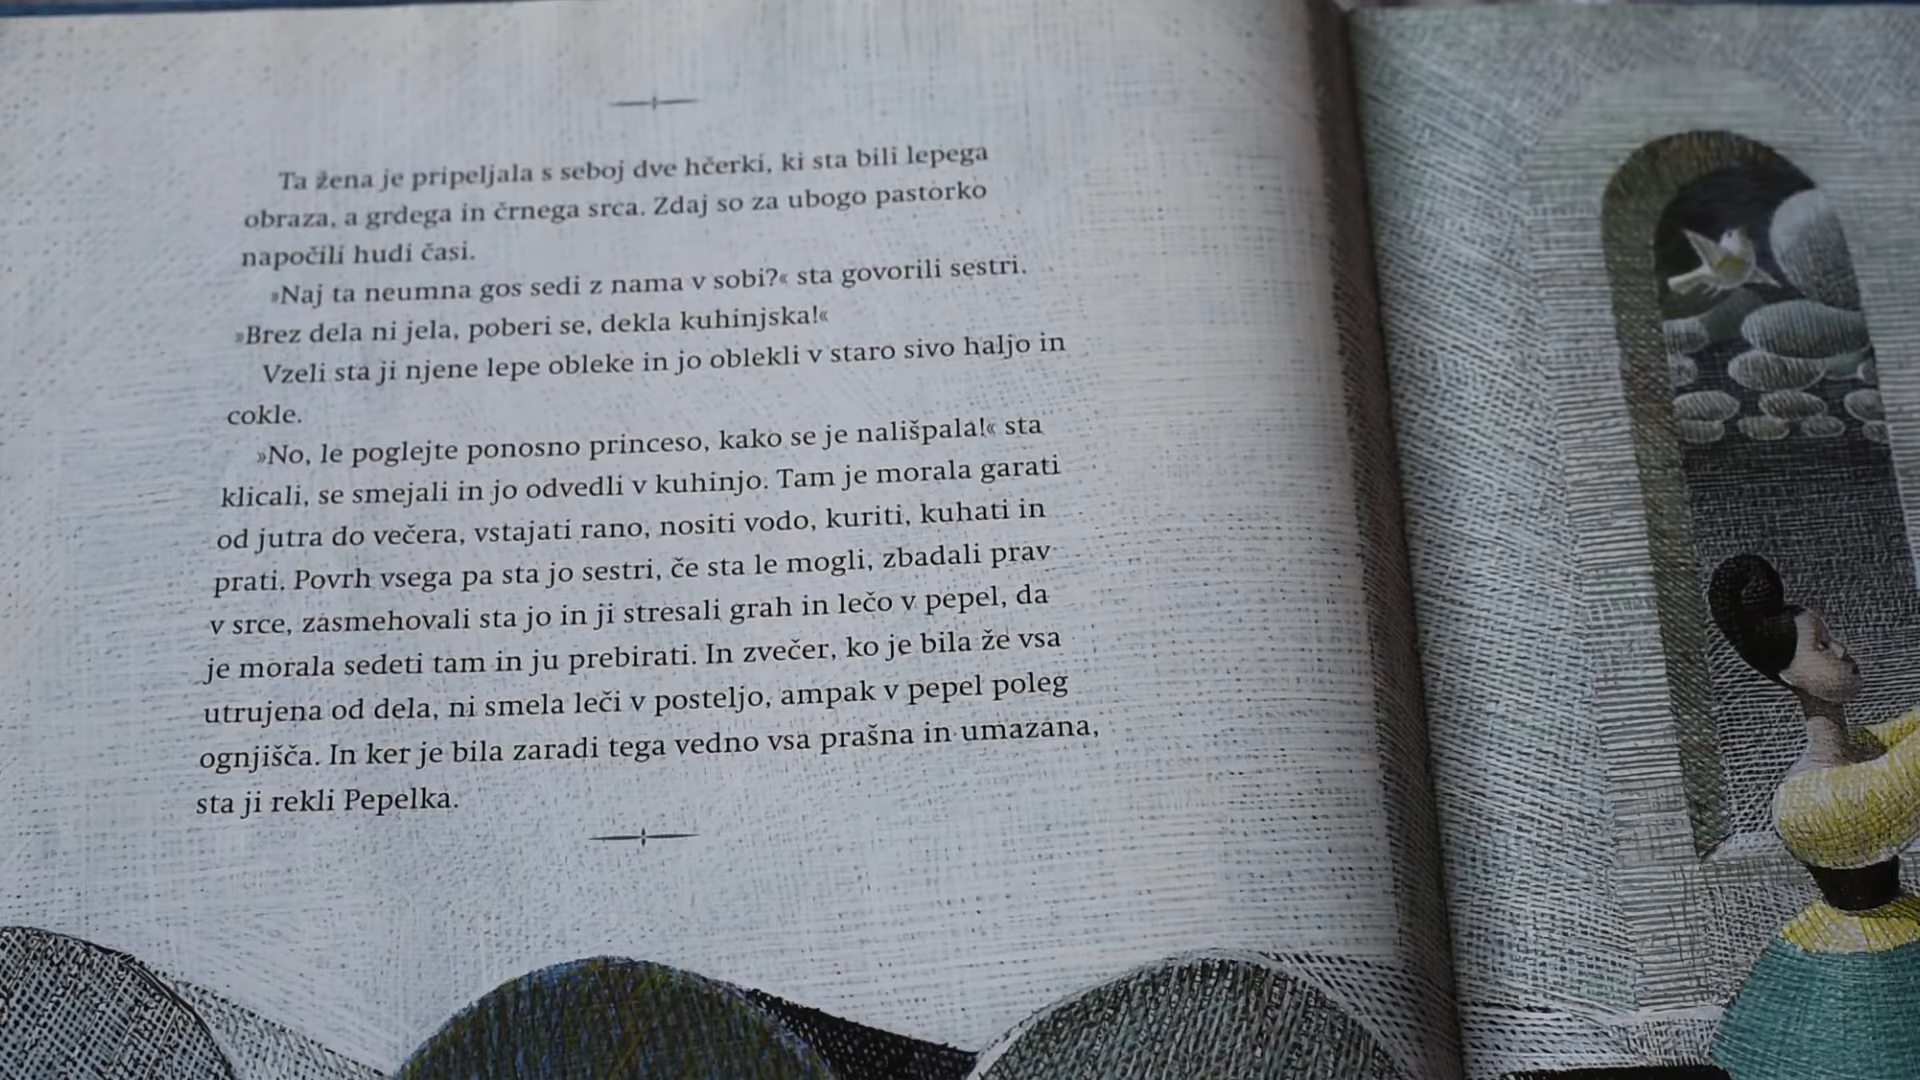 Ta žena je pripeljala s seboj dve hčerki, ki sta bili lepega
obraza, a grdega in črnega srca. Zdaj so za ubogo pastorko
napočili hudi časi.
»Naj ta neumna gos sedi z nama v sobi?« sta govorili sestri.
»Brez dela ni jela, poberi se, dekla kuhinjska!«
Vzeli sta ji njene lepe obleke in jo oblekli v staro sivo haljo in
cokle.
»No, le poglejte ponosno princeso, kako se je nališpala!« sta
klicali, se smejali in jo odvedli v kuhinjo. Tam je morala garati
od jutra do večera, vstajati rano, nositi vodo, kuriti, kuhati in
prati. Povrh vsega pa sta jo sestri, če sta le mogli, zbadali prav
v srce, zasmehovali sta jo in ji stresali grah in lečo v pepel, da
je morala sedeti tam in ju prebirati. In zvečer, ko je bila že vsa
utrujena od dela, ni smela leči v posteljo, ampak v pepel poleg
ognjišča. In ker je bila zaradi tega vedno vsa prašna in umazana,
sta ji rekli Pepelka.